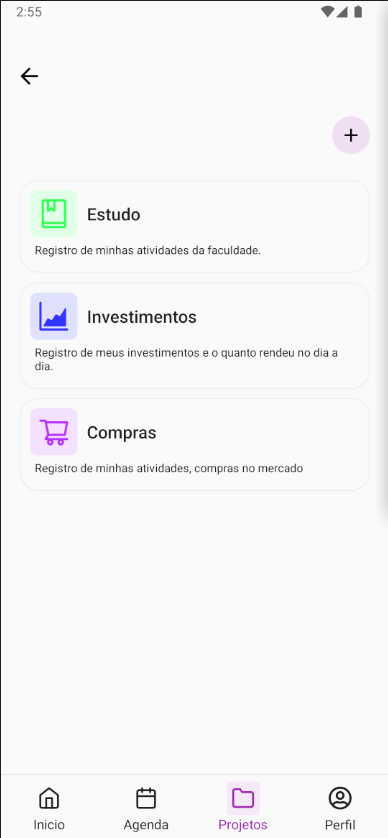 2:55
Estudo
Registro de minhas atividades da faculdade.
Investimentos
Registro de meus investimentos e o quanto rendeu no dia a
dia.
Compras
Registro de minhas atividades, compras no mercado
Inicio
Agenda
Projetos
Perfil